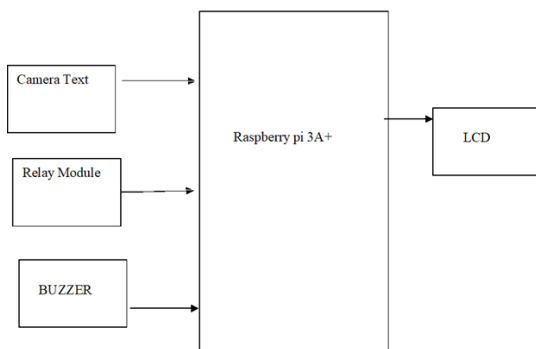 Camera Text
Raspberry pi 3A+
LCD
Relay Module
BUZZER